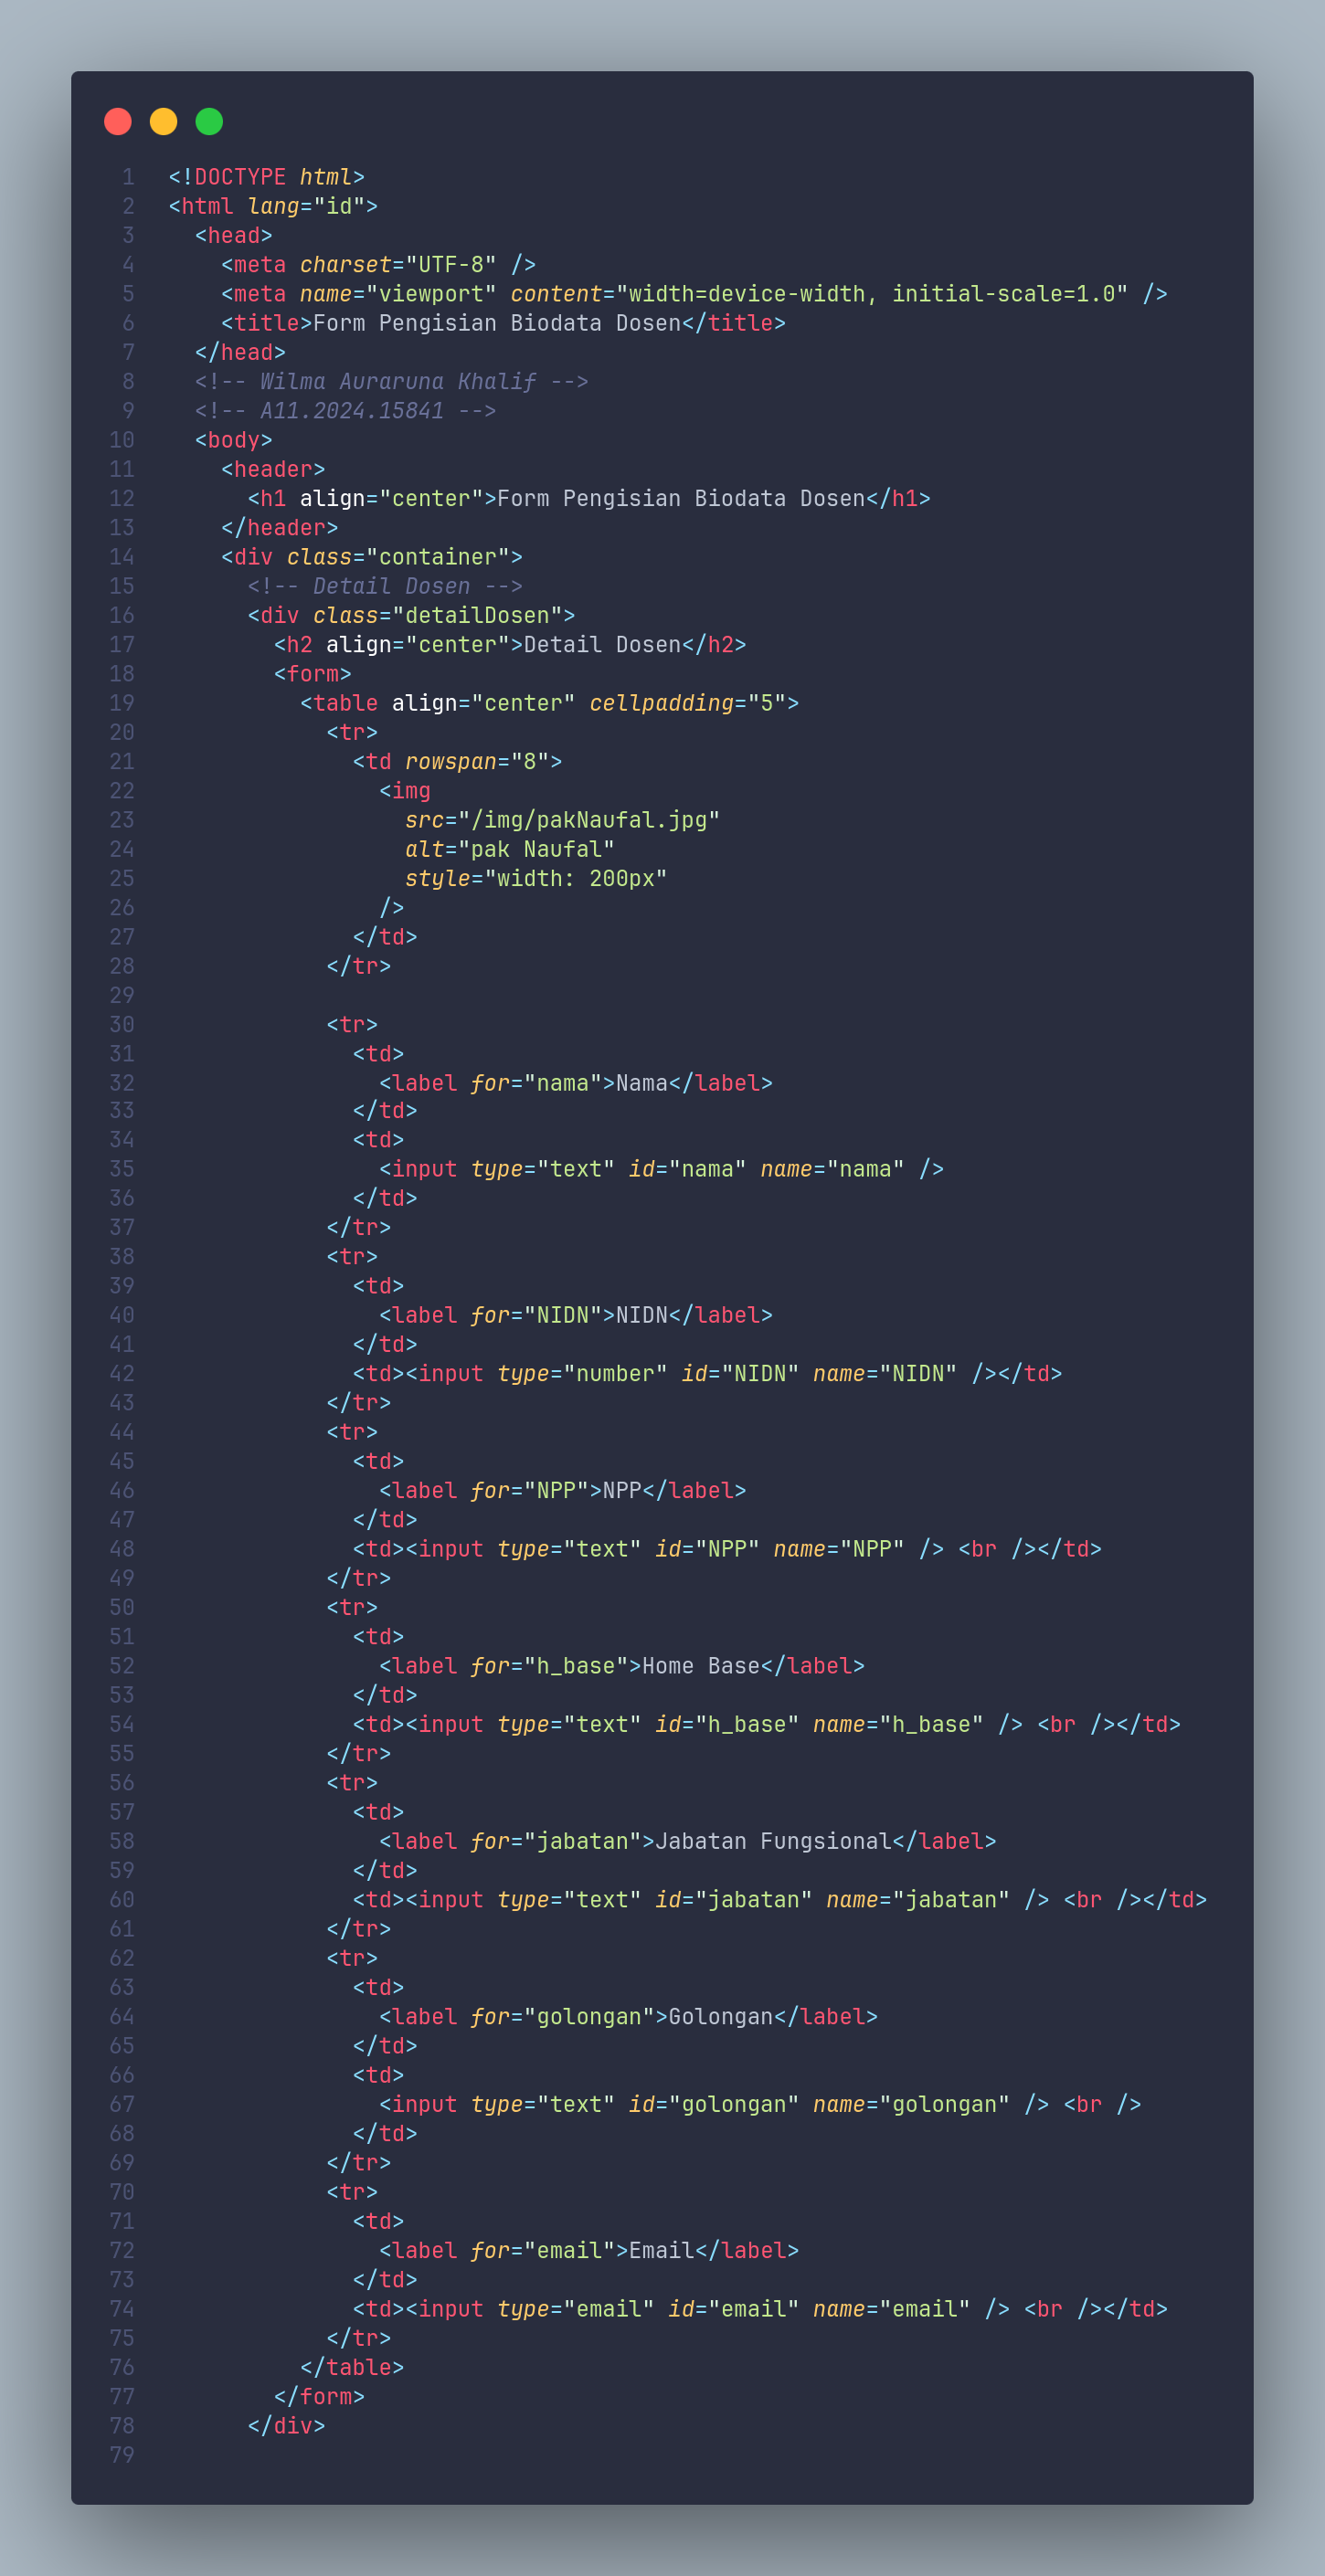 1 <!DOCTYPE html>
2 <html lang="id">
3   <head>
4     <meta charset="UTF-8" />
5     <meta name="viewport" content="width=device-width, initial-scale=1.0" />
6     <title>Form Pengisian Biodata Dosen</title>
7   </head>
8   <!-- Wilma Auraruna Khalif -->
9   <!-- A11.2024.15841 -->
10   <body>
11     <header>
12       <h1 align="center">Form Pengisian Biodata Dosen</h1>
13     </header>
14     <div class="container">
15       <!-- Detail Dosen -->
16       <div class="detailDosen">
17         <h2 align="center">Detail Dosen</h2>
18         <form>
19           <table align="center" cellpadding="5">
20             <tr>
21               <td rowspan="8">
22                 <img
23                   src="/img/pakNaufal.jpg"
24                   alt="pak Naufal"
25                   style="width: 200px"
26                 />
27               </td>
28             </tr>
29
30             <tr>
31               <td>
32                 <label for="nama">Nama</label>
33               </td>
34               <td>
35                 <input type="text" id="nama" name="nama" />
36               </td>
37             </tr>
38             <tr>
39               <td>
40                 <label for="NIDN">NIDN</label>
41               </td>
42               <td><input type="number" id="NIDN" name="NIDN" /></td>
43             </tr>
44             <tr>
45               <td>
46                 <label for="NPP">NPP</label>
47               </td>
48               <td><input type="text" id="NPP" name="NPP" /> <br /></td>
49             </tr>
50             <tr>
51               <td>
52                 <label for="h_base">Home Base</label>
53               </td>
54               <td><input type="text" id="h_base" name="h_base" /> <br /></td>
55             </tr>
56             <tr>
57               <td>
58                 <label for="jabatan">Jabatan Fungsional</label>
59               </td>
60               <td><input type="text" id="jabatan" name="jabatan" /> <br /></td>
61             </tr>
62             <tr>
63               <td>
64                 <label for="golongan">Golongan</label>
65               </td>
66               <td>
67                 <input type="text" id="golongan" name="golongan" /> <br />
68               </td>
69             </tr>
70             <tr>
71               <td>
72                 <label for="email">Email</label>
73               </td>
74               <td><input type="email" id="email" name="email" /> <br /></td>
75             </tr>
76           </table>
77         </form>
78       </div>
79